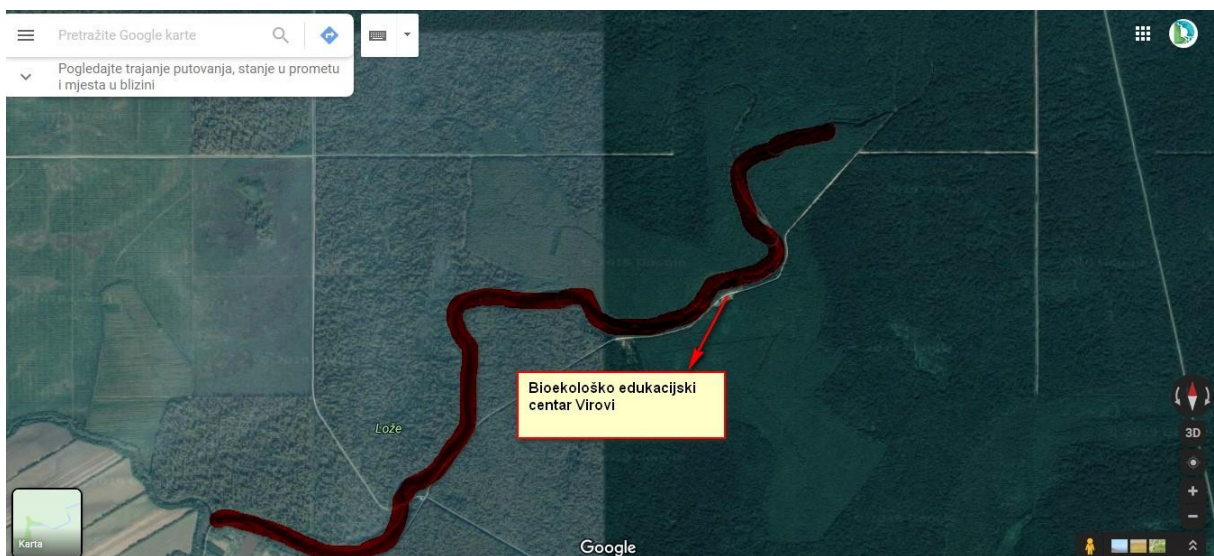 Pretražite Google karte
Pogledajte trajanje putovanja, stanje u prometu
i mjesta u blizini
Bioekološko edukacijski
centar Virovi
Lože
3D
Karta
Google